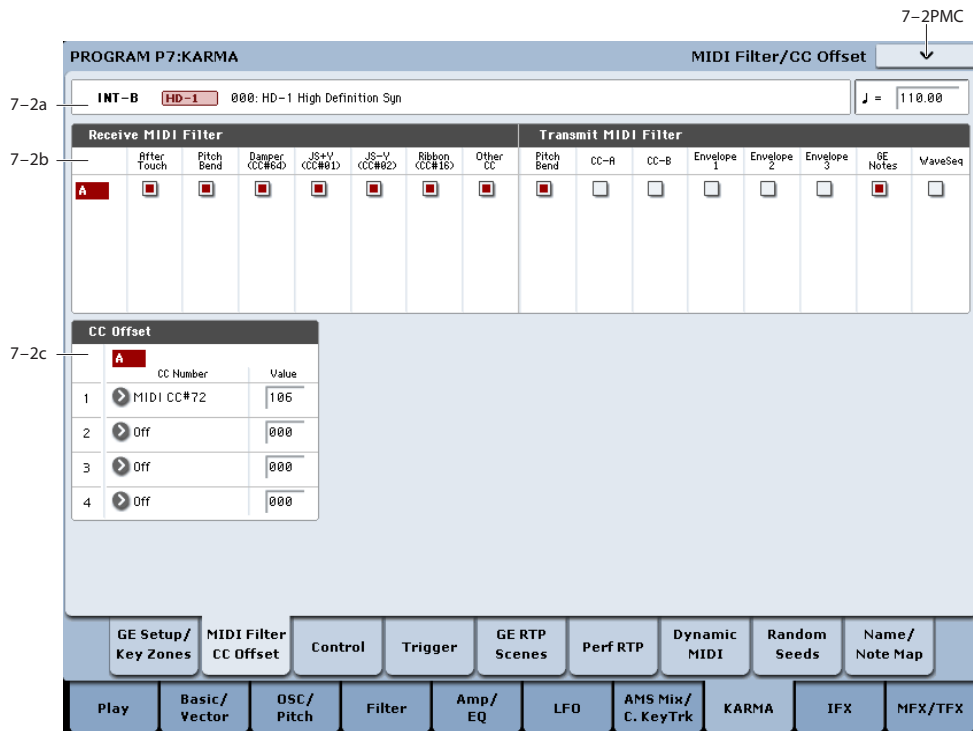 7–2PMC
PROGRAM P7:KARMA
MIDI Filter/CC Offset
7–2a
INT-B HD-1 000: HD-1 High Definition Syn
♩ = 110.00
Receive MIDI Filter
Transmit MIDI Filter
7–2b
After Touch
Pitch Bend
Damper (CC#64)
JS+Y (CC#01)
JS-Y (CC#02)
Ribbon (CC#16)
Other CC
Pitch Bend
CC-A
CC-B
Envelope 1
Envelope 2
Envelope 3
GE Notes
WaveSeq
A
CC Offset
7–2c
A
CC Number Value
1 MIDI CC#72 106
2 Off 000
3 Off 000
4 Off 000
GE Setup/ Key Zones
MIDI Filter CC Offset
Control
Trigger
GE RTP Scenes
Perf RTP
Dynamic MIDI
Random Seeds
Name/ Note Map
Play
Basic/ Vector
OSC/ Pitch
Filter
Amp/ EQ
LFO
AMS Mix/ C. KeyTrk
KARMA
IFX
MFX/TFX